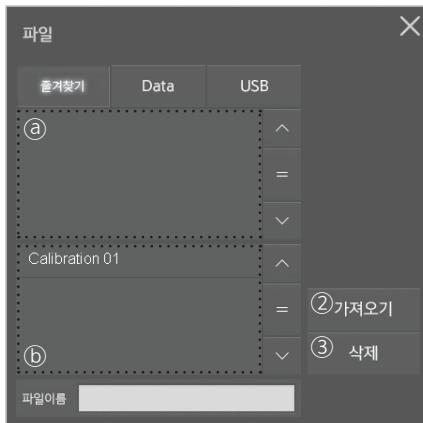 파일
즐겨찾기 Data USB
ⓐ
Calibration 01
② 가져오기
ⓑ
③ 삭제
파일이름